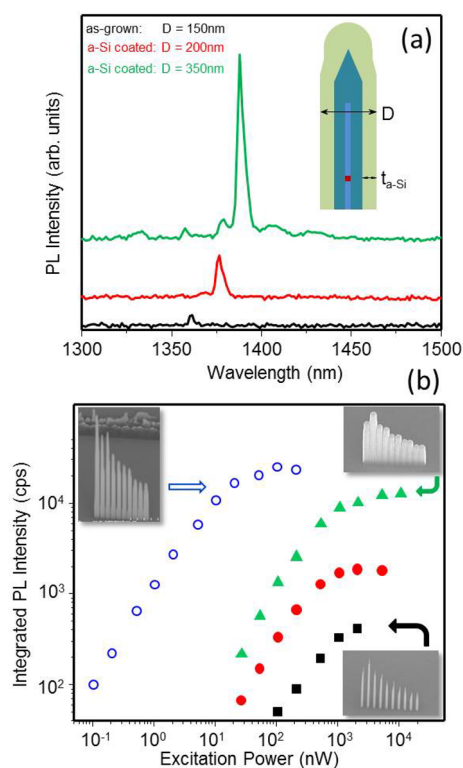 as-grown: D = 150nm
a-Si coated: D = 200nm
a-Si coated: D = 350nm
(a)
D
t a-Si
PL Intensity (arb. units)
1300 1350 1400 1450 1500
Wavelength (nm)
(b)
Integrated PL Intensity (cps)
10^4
10^3
10^2
10^-1 10^0 10^1 10^2 10^3 10^4
Excitation Power (nW)